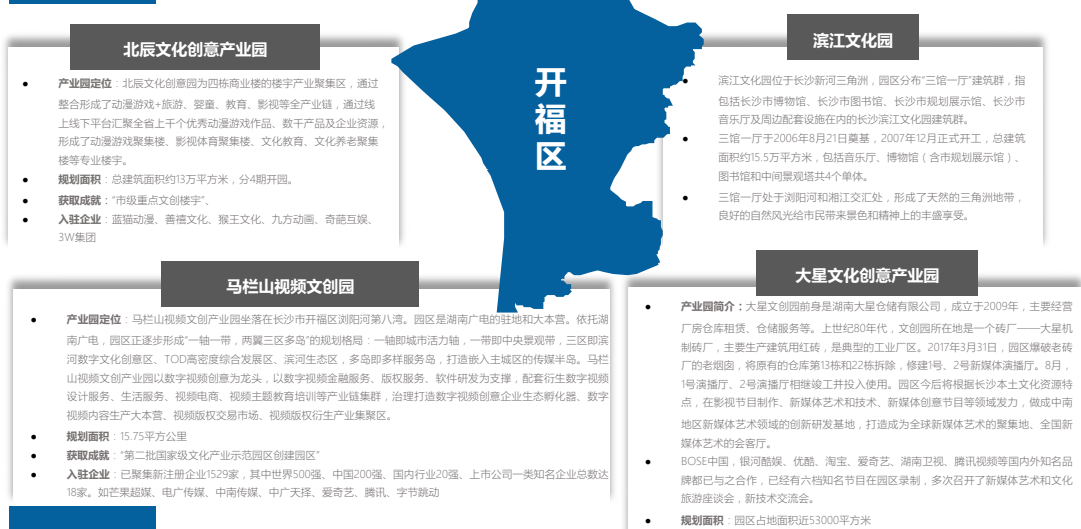 北辰文化创意产业园
● 产业园定位：北辰文化创意园为四栋商业楼的楼宇产业聚集区，通过
整合形成了动漫游戏+旅游、婴童、教育、影视等全产业链，通过线
上线下平台汇聚全省上千个优秀动漫游戏作品、数千产品及企业资源，
形成了动漫游戏聚集楼、影视体育聚集楼、文化教育、文化养老聚集
楼等专业楼宇。
● 规划面积：总建筑面积约13万平方米，分4期开园。
● 获取成就：“市级重点文创楼宇”、
● 入驻企业：蓝猫动漫、善禧文化、猴王文化、九方动画、奇葩互娱、
3W集团
开福区
滨江文化园
● 滨江文化园位于长沙新河三角洲，园区分布“三馆一厅”建筑群，指
包括长沙市博物馆、长沙市图书馆、长沙市规划展示馆、长沙市
音乐厅及周边配套设施在内的长沙滨江文化园建筑群。
● 三馆一厅于2006年8月21日奠基，2007年12月正式开工，总建筑
面积约15.5万平方米，包括音乐厅、博物馆（含市规划展示馆）、
图书馆和中间景观塔共4个单体。
● 三馆一厅处于浏阳河和湘江交汇处，形成了天然的三角洲地带，
良好的自然风光给市民带来景色和精神上的丰盛享受。
马栏山视频文创园
● 产业园定位：马栏山视频文创产业园坐落在长沙市开福区浏阳河第八湾。园区是湖南广电的驻地和大本营。依托湖
南广电，园区正逐步形成“一轴一带，两翼三区多岛”的规划格局：一轴即城市活力轴，一带即中央景观带，三区即滨
河数字文化创意区、TOD高密度综合发展区、滨河生态区，多岛即多样服务岛，打造嵌入主城区的传媒半岛。马栏
山视频文创产业园以数字视频创意为龙头，以数字视频金融服务、版权服务、软件研发为支撑，配套衍生数字视频
设计服务、生活服务、视频电商、视频主题教育培训等产业链集群，治理打造数字视频创意企业生态孵化器、数字
视频内容生产大本营、视频版权交易市场、视频版权衍生产业集聚区。
● 规划面积：15.75平方公里
● 获取成就：“第二批国家级文化产业示范园区创建园区”
● 入驻企业：已聚集新注册企业1529家，其中世界500强、中国200强、国内行业20强、上市公司一类知名企业总数达
18家。如芒果超媒、电广传媒、中南传媒、中广天择、爱奇艺、腾讯、字节跳动
大星文化创意产业园
● 产业园简介：大星文创园前身是湖南大星仓储有限公司，成立于2009年，主要经营
厂房仓库租赁、仓储服务等。上世纪80年代，文创园所在地是一个砖厂——大星机
制砖厂，主要生产建筑用红砖，是典型的工业厂区。2017年3月31日，园区爆破老砖
厂的老烟囱，将原有的仓库第13栋和22栋拆除，修建1号、2号新媒体演播厅。8月，
1号演播厅、2号演播厅相继竣工并投入使用。园区今后将根据长沙本土文化资源特
点，在影视节目制作、新媒体艺术和技术、新媒体创意节目等领域发力，做成中南
地区新媒体艺术领域的创新研发基地，打造成为全球新媒体艺术的聚集地、全国新
媒体艺术的会客厅。
● BOSE中国，银河酷娱、优酷、淘宝、爱奇艺、湖南卫视、腾讯视频等国内外知名品
牌都已与之合作，已经有六档知名节目在园区录制，多次召开了新媒体艺术和文化
旅游座谈会，新技术交流会。
● 规划面积：园区占地面积近53000平方米